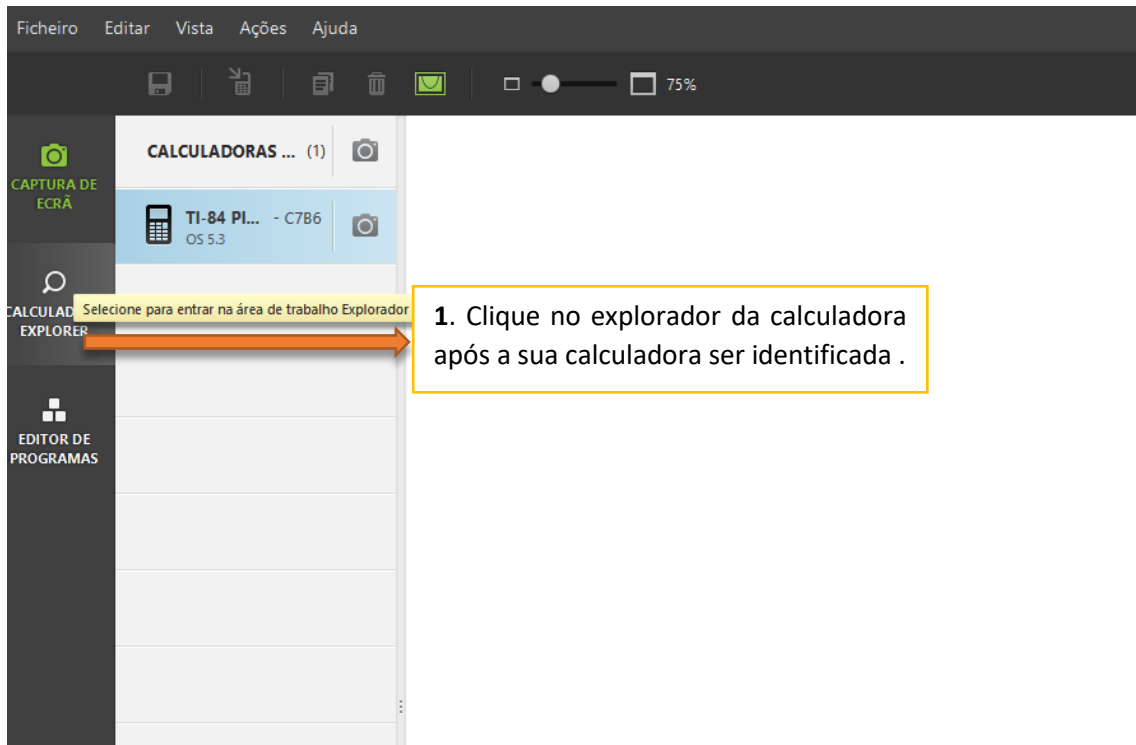 Ficheiro Editar Vista Ações Ajuda
75%
CAPTURA DE
ECRÃ
CALCULADORAS ... (1)
TI-84 Pl... - C7B6
OS 5.3
CALCULAD
EXPLORER
Selecione para entrar na área de trabalho Explorador
1. Clique no explorador da calculadora
após a sua calculadora ser identificada .
EDITOR DE
PROGRAMAS